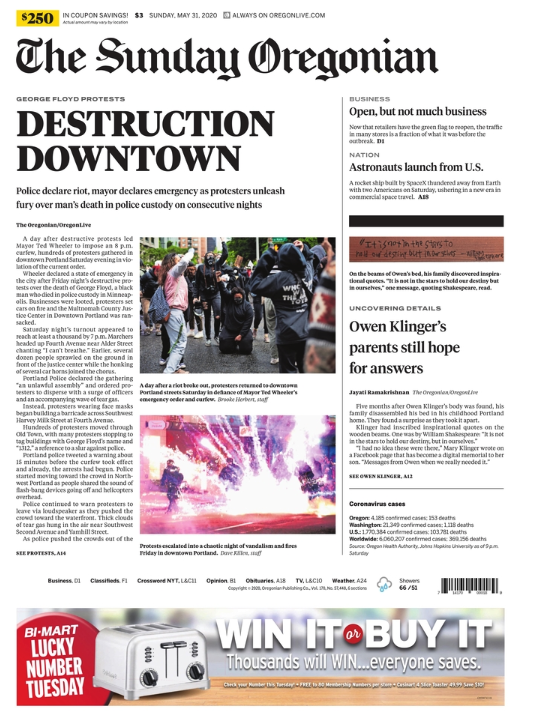 $250
IN COUPON SAVINGS! $3 SUNDAY, MAY 31, 2020 ALWAYS ON OREGONLIVE.COM
Actual amount may vary by location
The Sunday Oregonian
GEORGE FLOYD PROTESTS
DESTRUCTION
DOWNTOWN
Police declare riot, mayor declares emergency as protesters unleash
fury over man's death in police custody on consecutive nights
The Oregonian/OregonLive
A day after destructive protests led
Mayor Ted Wheeler to impose an 8 p.m.
curfew, hundreds of protesters gathered in
downtown Portland Saturday evening in vio-
lation of the current order.
Wheeler declared a state of emergency in
the city after Friday night's destructive pro-
tests over the death of George Floyd, a black
man who died in police custody in Minneap-
olis. Businesses were looted, protesters set
cars on fire and the Multnomah County Jus-
tice Center in Downtown Portland was ran-
sacked.
Saturday night's turnout appeared to
reach at least a thousand by 7 p.m. Marchers
headed up Fourth Avenue near Alder Street
chanting "I can't breathe." Earlier, several
dozen people sprawled on the ground in
front of the justice center while the honking
of several car horns joined the chorus.
Portland Police declared the gathering
"an unlawful assembly" and ordered pro-
testers to disperse with a surge of officers
and an accompanying wave of tear gas.
Instead, protesters wearing face masks
began building a barricade across Southwest
Harvey Milk Street at Fourth Avenue.
Hundreds of protesters moved through
Old Town, with many protesters stopping to
tag buildings with George Floyd's name and
"1312," a reference to a slur against police.
Portland police tweeted a warning about
15 minutes before the curfew took effect
and already, the arrests had begun. Police
started moving toward the crowd in North-
west Portland as people shared the sound of
flash-bang devices going off and helicopters
overhead.
Police continued to warn protesters to
leave via loudspeaker as they pushed the
crowd toward the waterfront. Thick clouds
of tear gas hung in the air near Southwest
Second Avenue and Yamhill Street.
As police pushed the crowds out of the
SEE PROTESTS, A14
WHO
THE
A day after a riot broke out, protesters returned to downtown
Portland streets Saturday in defiance of Mayor Ted Wheeler's
emergency order and curfew. Brooke Herbert, staff
Protests escalated into a chaotic night of vandalism and fires
Friday in downtown Portland. Dave Killen, staff
BUSINESS
Open, but not much business
Now that retailers have the green flag to reopen, the traffic
in many stores is a fraction of what it was before the
outbreak. D1
NATION
Astronauts launch from U.S.
A rocket ship built by SpaceX thundered away from Earth
with two Americans on Saturday, ushering in a new era in
commercial space travel. A18
"It is not in the stars to
hold our destiny but in ourselves
On the beams of Owen's bed, his family discovered inspira-
tional quotes. "It is not in the stars to hold our destiny but
in ourselves," one message, quoting Shakespeare, read.
UNCOVERING DETAILS
Owen Klinger's
parents still hope
for answers
Jayati Ramakrishnan The Oregonian/OregonLive
Five months after Owen Klinger's body was found, his
family disassembled his bed in his childhood Portland
home. They found a surprise as they took it apart.
Klinger had inscribed inspirational quotes on the
wooden beams. One was by William Shakespeare: "It is not
in the stars to hold our destiny, but in ourselves."
"I had no idea these were there," Mary Klinger wrote on
a Facebook page that has become a digital memorial to her
son. "Messages from Owen when we really needed it."
SEE OWEN KLINGER, A12
Coronavirus cases
Oregon: 4,185 confirmed cases; 153 deaths
Washington: 21,349 confirmed cases; 1,118 deaths
U.S.: 1,770,384 confirmed cases; 103,781 deaths
Worldwide: 6,060,207 confirmed cases; 369,156 deaths
Source: Oregon Health Authority, Johns Hopkins University as of 9 p.m.
Saturday
Business, D1 Classifieds, F1 Crossword NYT, L&C11 Opinion, B1 Obituaries, A18 TV, L&C10 Weather, A24
Copyright © 2020, Oregonian Publishing Co.
Showers
66 / 51
BI-MART
LUCKY
NUMBER
TUESDAY
WIN IT or BUY IT
Thousands will WIN...everyone saves.
Check your Number this Tuesday!